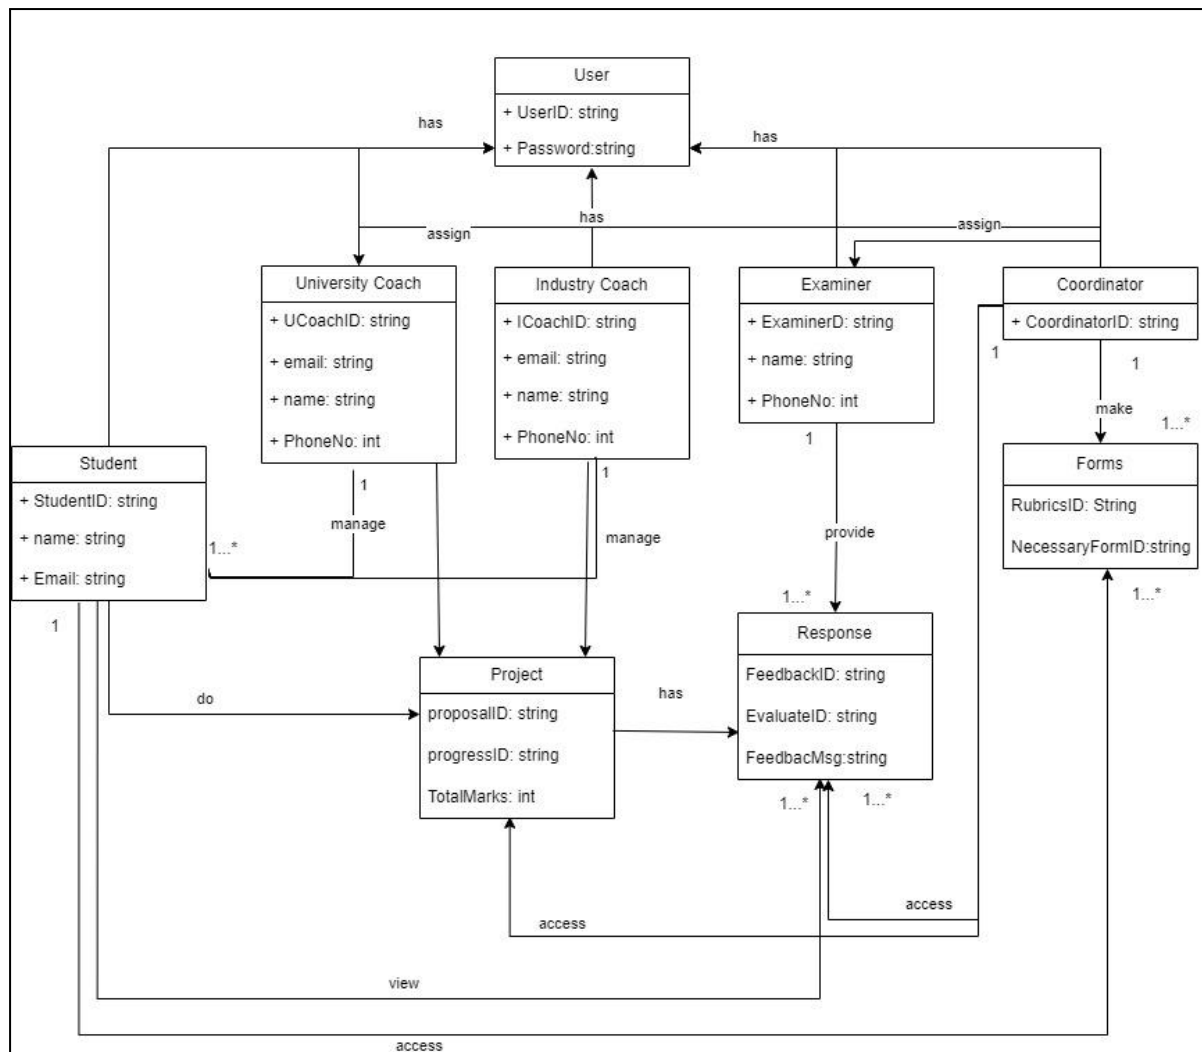 User
+ UserID: string
+ Password:string
has
has
has
assign
assign
University Coach
+ UCoachID: string
+ email: string
+ name: string
+ PhoneNo: int
Industry Coach
+ ICoachID: string
+ email: string
+ name: string
+ PhoneNo: int
Examiner
+ ExaminerD: string
+ name: string
+ PhoneNo: int
Coordinator
+ CoordinatorID: string
1
1
make
1...*
1
1
1
manage
manage
provide
1...*
Student
+ StudentID: string
+ name: string
+ Email: string
1...*
1
Forms
RubricsID: String
NecessaryFormID:string
1...*
Response
FeedbackID: string
EvaluateID: string
FeedbacMsg:string
1...*
1...*
Project
proposalID: string
progressID: string
TotalMarks: int
do
has
access
access
view
access